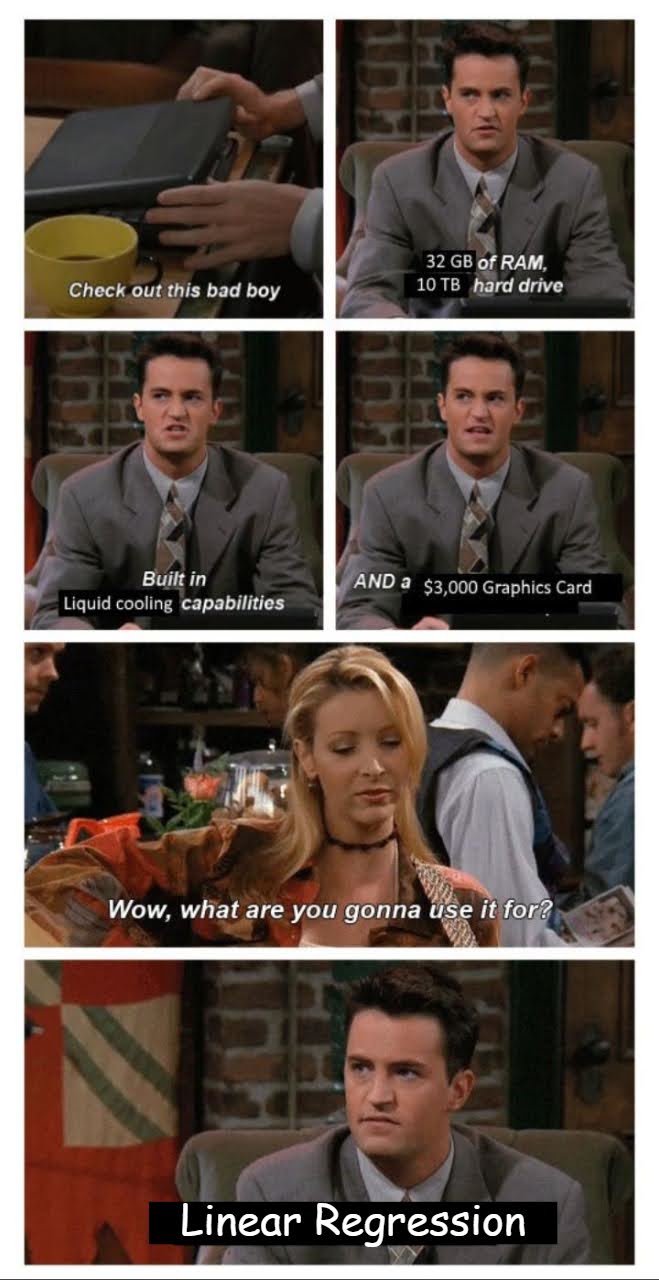 Check out this bad boy
32 GB of RAM,
10 TB hard drive
Built in
Liquid cooling capabilities
AND a $3,000 Graphics Card
Wow, what are you gonna use it for?
Linear Regression